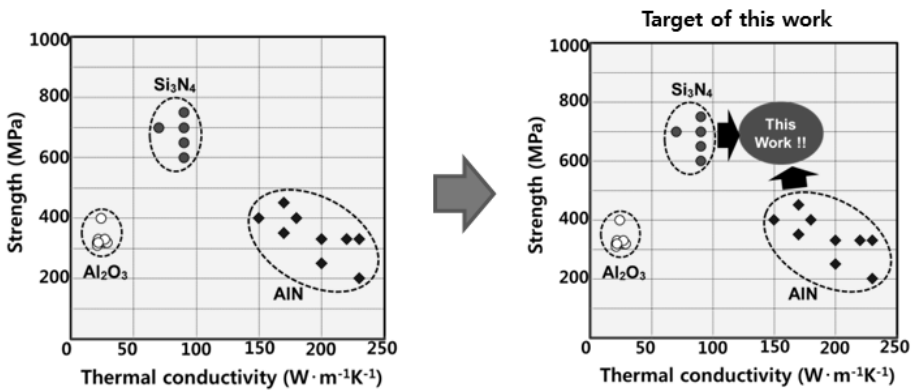 Target of this work
1000
800
600
400
200
0
50
100
150
200
250
Strength (MPa)
Thermal conductivity (W·m⁻¹K⁻¹)
Si₃N₄
Al₂O₃
AlN
1000
800
600
400
200
0
50
100
150
200
250
Strength (MPa)
Thermal conductivity (W·m⁻¹K⁻¹)
Si₃N₄
This
Work !!
Al₂O₃
AlN